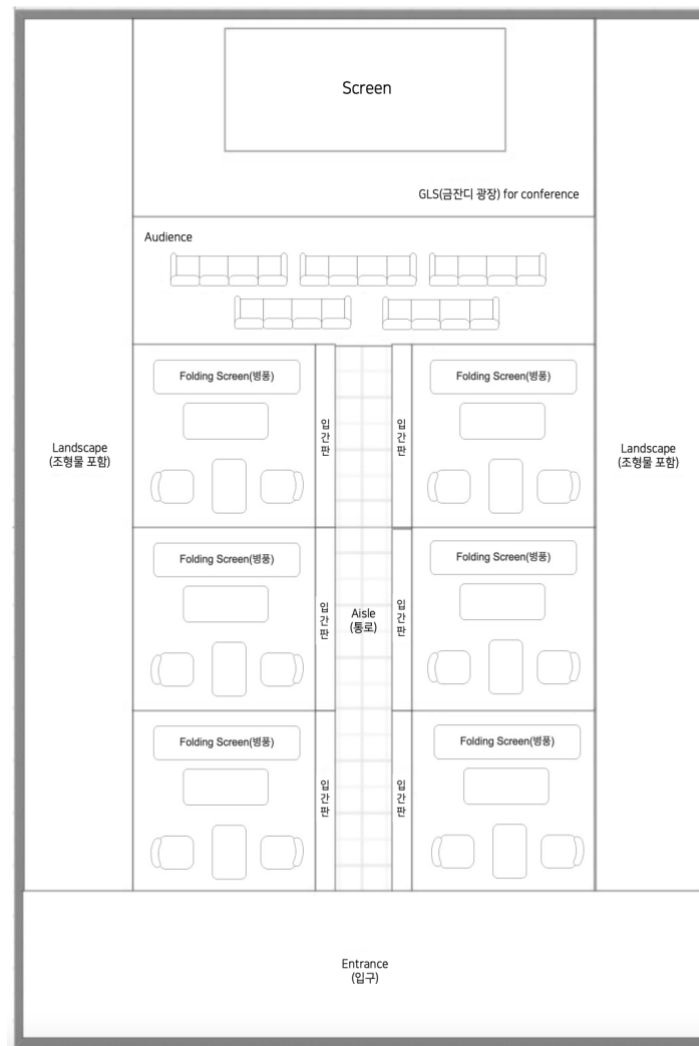 Screen
GLS(금잔디 광장) for conference
Audience
Folding Screen(병풍)
입
간
판
입
간
판
Folding Screen(병풍)
Landscape
(조형물 포함)
Landscape
(조형물 포함)
Folding Screen(병풍)
입
간
판
Aisle
(통로)
입
간
판
Folding Screen(병풍)
Folding Screen(병풍)
입
간
판
입
간
판
Folding Screen(병풍)
Entrance
(입구)